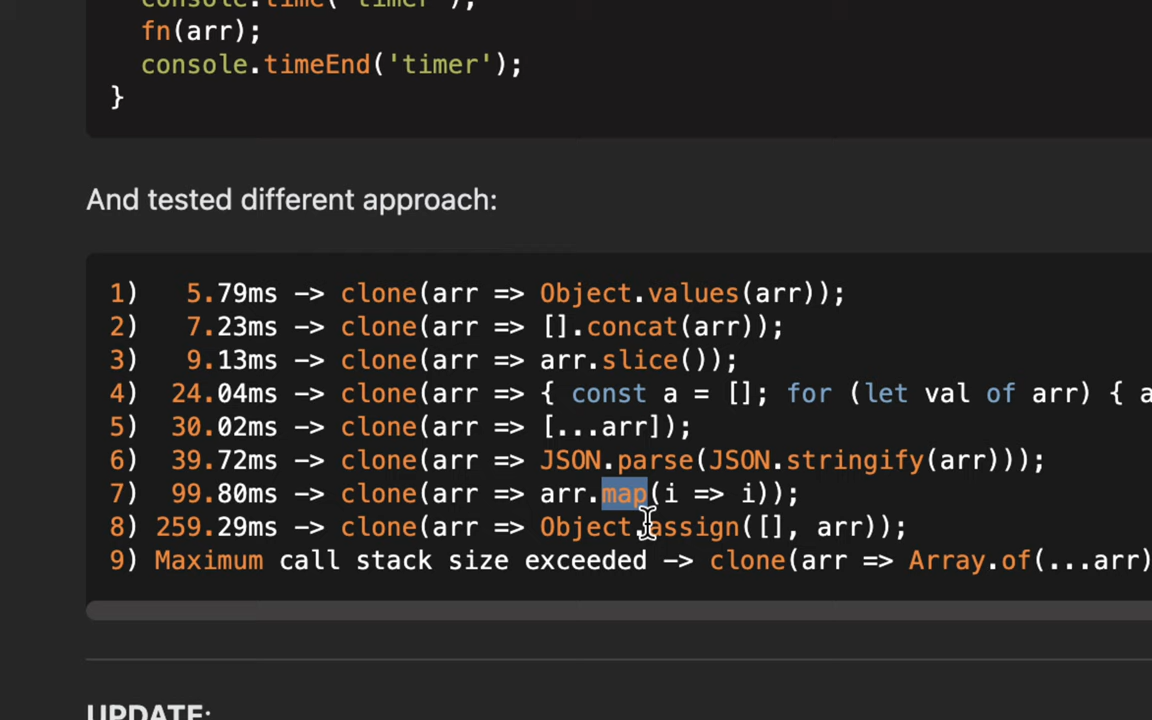 console.time('timer');
fn(arr);
console.timeEnd('timer');
}
And tested different approach:
1)   5.79ms -> clone(arr => Object.values(arr));
2)   7.23ms -> clone(arr => [].concat(arr));
3)   9.13ms -> clone(arr => arr.slice());
4)  24.04ms -> clone(arr => { const a = []; for (let val of arr) { a
5)  30.02ms -> clone(arr => [...arr]);
6)  39.72ms -> clone(arr => JSON.parse(JSON.stringify(arr)));
7)  99.80ms -> clone(arr => arr.map(i => i));
8) 259.29ms -> clone(arr => Object.assign([], arr));
9) Maximum call stack size exceeded -> clone(arr => Array.of(...arr)
UPDATE: